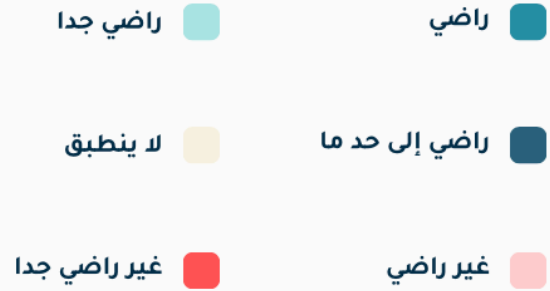 راضي
راضي جدا
راضي إلى حد ما
لا ينطبق
غير راضي
غير راضي جدا